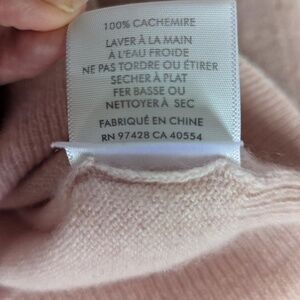 100% CACHEMIRE
LAVER À LA MAIN
À L'EAU FROIDE
NE PAS TORDRE OU ÉTIRER
SECHER À PLAT
FER BASSE OU
NETTOYER À SEC
FABRIQUÉ EN CHINE
RN 97428 CA 40554